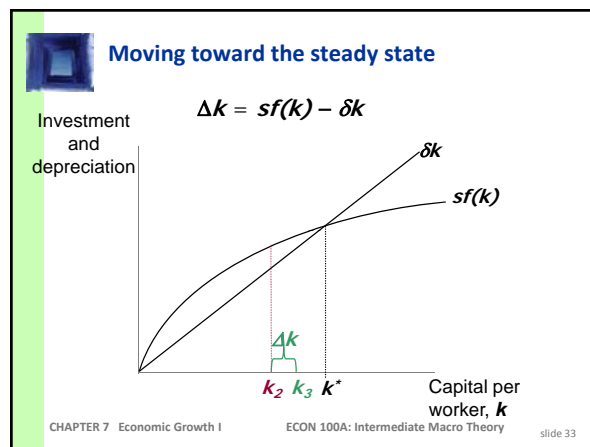 Moving toward the steady state
Δk = sf(k) − δk
Investment
and
depreciation
δk
sf(k)
Δk
k₂ k₃ k*
Capital per
worker, k
CHAPTER 7 Economic Growth I ECON 100A: Intermediate Macro Theory slide 33